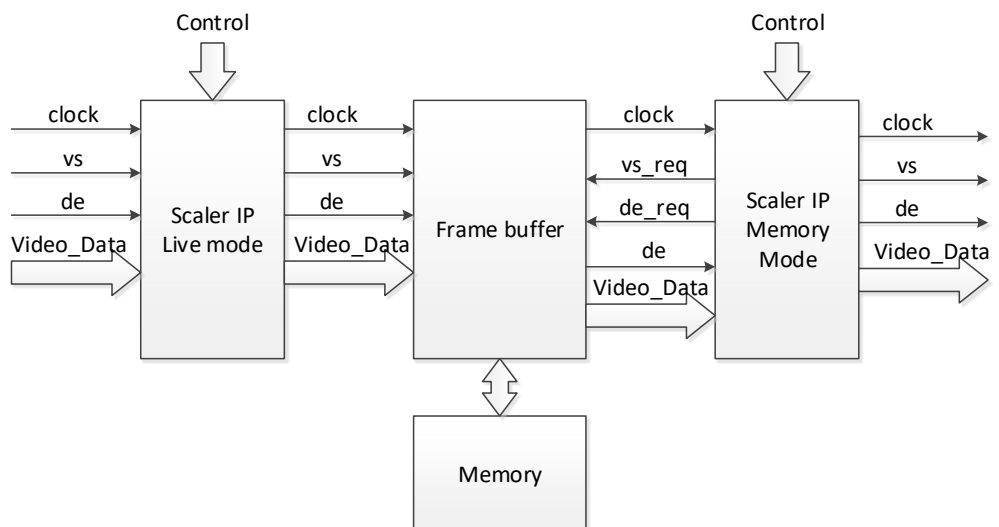 Control
Control
clock
clock
clock
clock
vs
vs
vs_req
vs
de
de
de_req
de
Scaler IP
Live mode
Frame buffer
Scaler IP
Memory
Mode
Video_Data
Video_Data
de
Video_Data
Video_Data
Memory